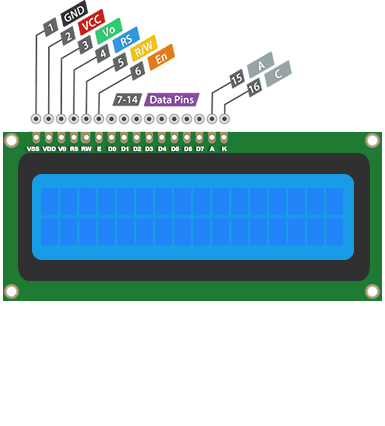 1 GND
2 VCC
3 Vo
4 RS
5 R/W
6 En
7-14 Data Pins
15 A
16 C
VSS VDD V0 RS RW E D0 D1 D2 D3 D4 D5 D6 D7 A K